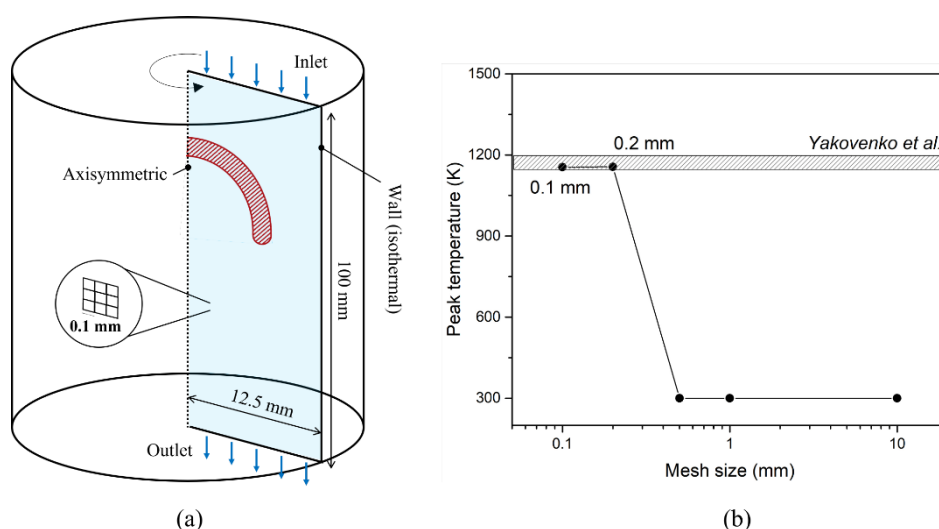 Inlet
Axisymmetric
Wall (isothermal)
100 mm
0.1 mm
12.5 mm
Outlet
(a)
1500
1200
900
600
300
Peak temperature (K)
0.2 mm
Yakovenko et al.
0.1 mm
0.1
1
10
Mesh size (mm)
(b)